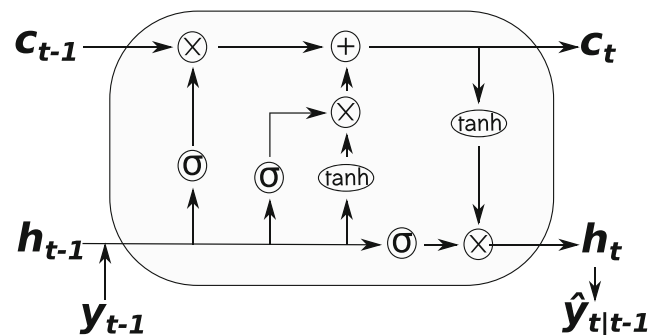 c_{t-1} × + c_t
× tanh
σ σ tanh
h_{t-1} σ × h_t
y_{t-1} ŷ_{t|t-1}